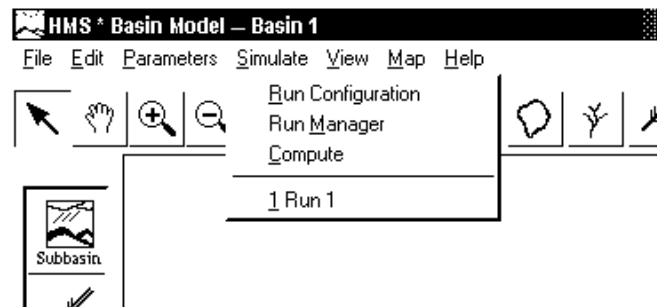 HMS * Basin Model – Basin 1
File Edit Parameters Simulate View Map Help
Run Configuration
Run Manager
Compute
1 Run 1
Subbasin